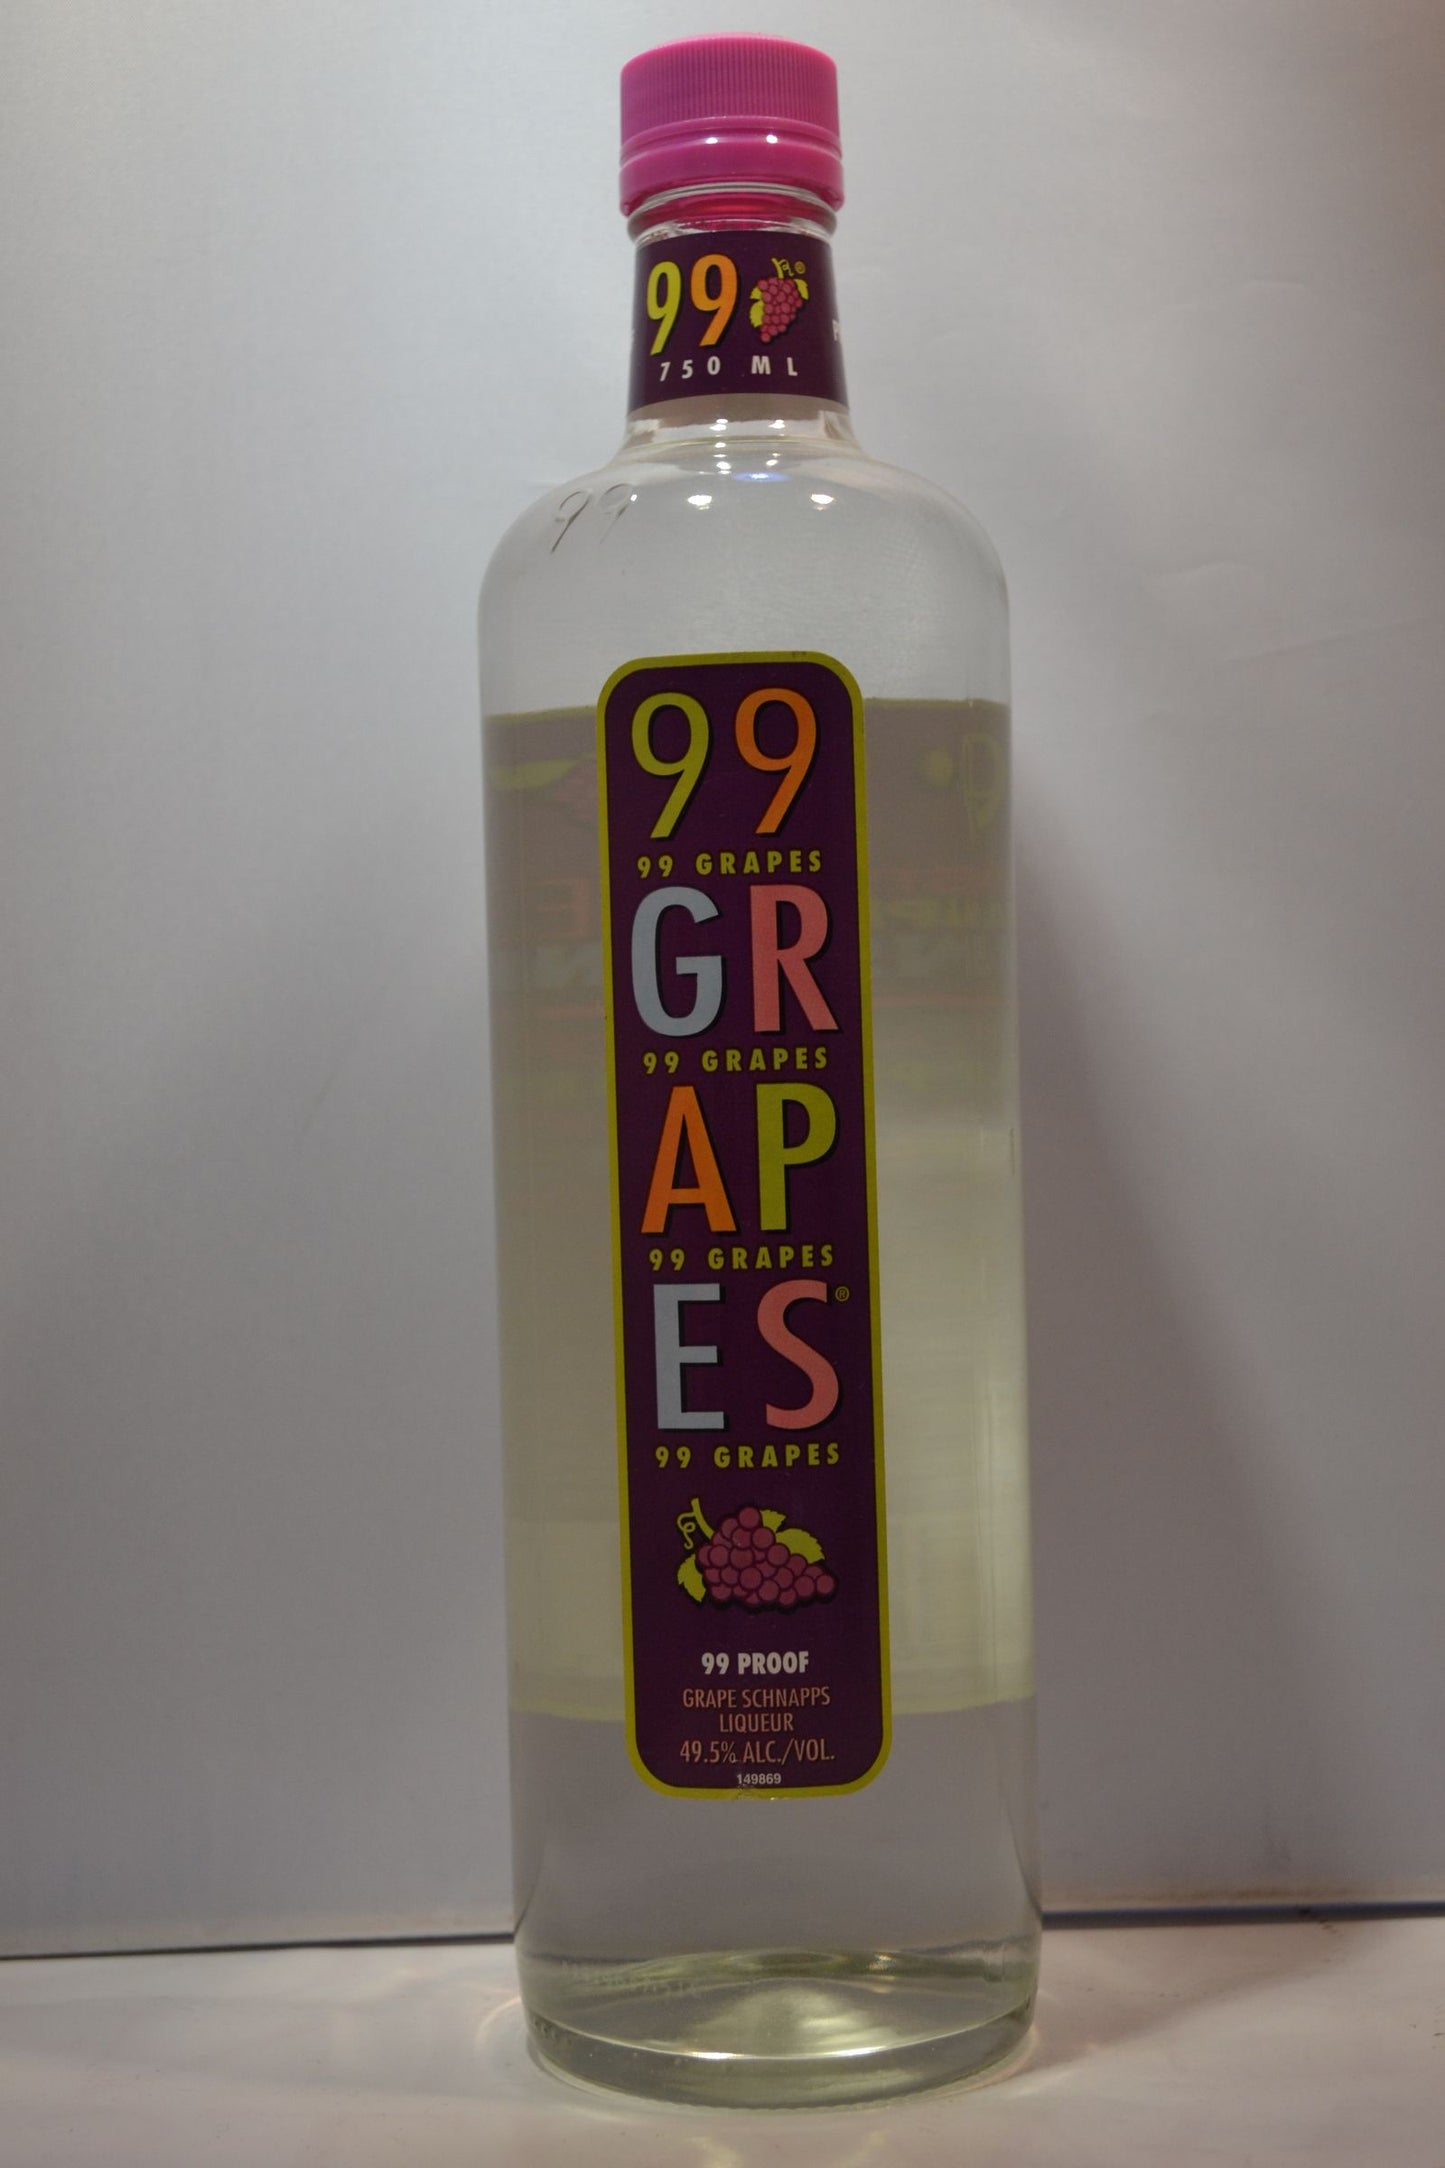 99®
750 ML
99
99
99 GRAPES
GR
99 GRAPES
AP
99 GRAPES
ES®
99 GRAPES
99 PROOF
GRAPE SCHNAPPS
LIQUEUR
49.5% ALC./VOL.
149869